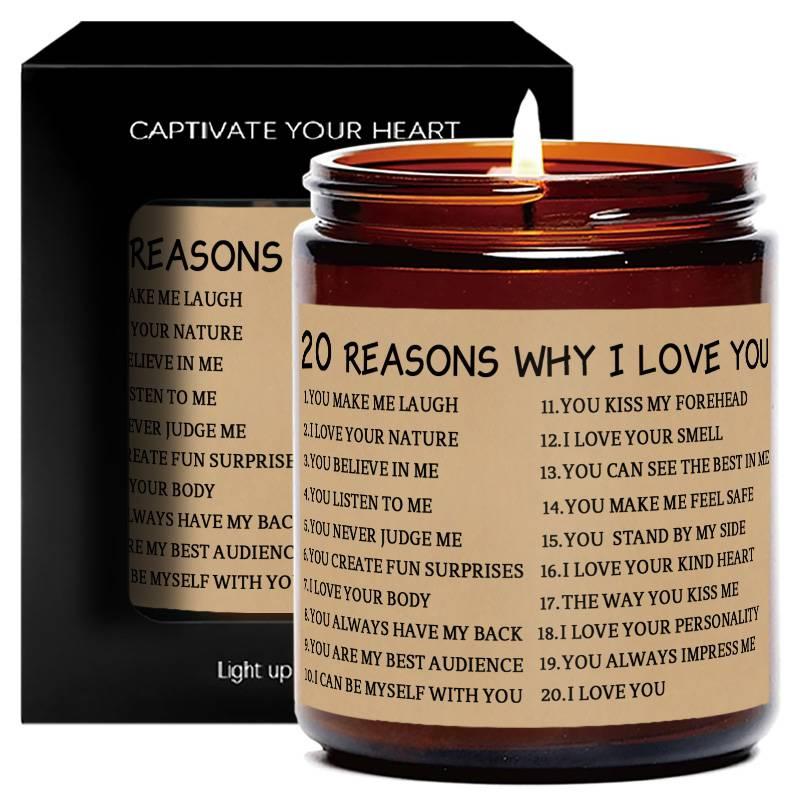 CAPTIVATE YOUR HEART
REASONS
AKE ME LAUGH
YOUR NATURE
ELIEVE IN ME
STEN TO ME
EVER JUDGE ME
REATE FUN SURPRISE
YOUR BODY
LWAYS HAVE MY BAC
RE MY BEST AUDIENC
BE MYSELF WITH YO
Light up
20 REASONS WHY I LOVE YOU
1.YOU MAKE ME LAUGH
2.I LOVE YOUR NATURE
3.YOU BELIEVE IN ME
4.YOU LISTEN TO ME
5.YOU NEVER JUDGE ME
6.YOU CREATE FUN SURPRISES
7.I LOVE YOUR BODY
8.YOU ALWAYS HAVE MY BACK
9.YOU ARE MY BEST AUDIENCE
10.I CAN BE MYSELF WITH YOU
11.YOU KISS MY FOREHEAD
12.I LOVE YOUR SMELL
13.YOU CAN SEE THE BEST IN ME
14.YOU MAKE ME FEEL SAFE
15.YOU STAND BY MY SIDE
16.I LOVE YOUR KIND HEART
17.THE WAY YOU KISS ME
18.I LOVE YOUR PERSONALITY
19.YOU ALWAYS IMPRESS ME
20.I LOVE YOU